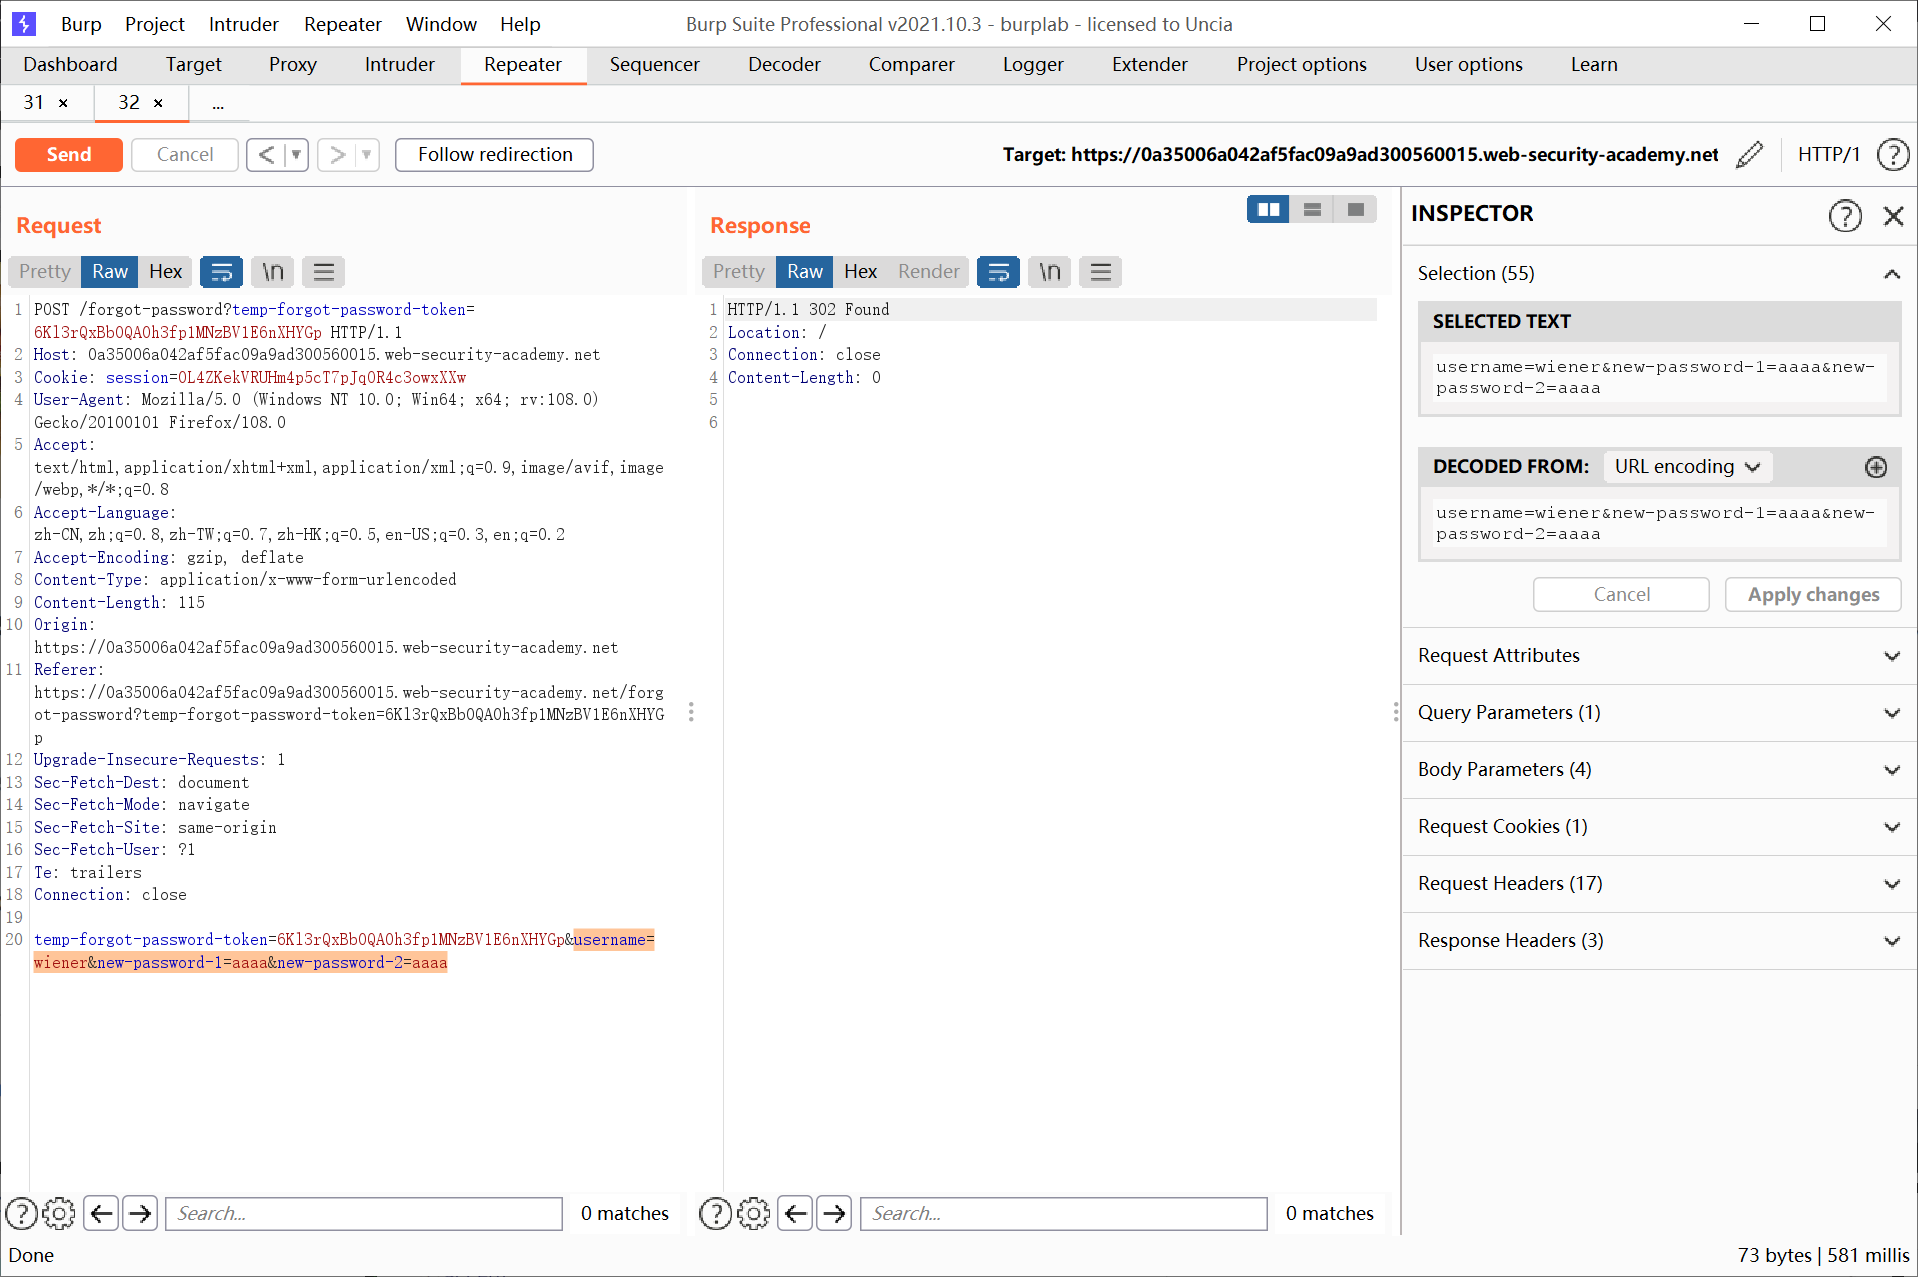 Burp Project Intruder Repeater Window Help Burp Suite Professional v2021.10.3 - burplab - licensed to Uncia
Dashboard Target Proxy Intruder Repeater Sequencer Decoder Comparer Logger Extender Project options User options Learn
31 × 32 × ...
Send Cancel < > Follow redirection Target: https://0a35006a042af5fac09a9ad300560015.web-security-academy.net HTTP/1 ?
Request
Pretty Raw Hex \n
1 POST /forgot-password?temp-forgot-password-token=
6Kl3rQxBb0QA0h3fp1MNzBV1E6nXHYGp HTTP/1.1
2 Host: 0a35006a042af5fac09a9ad300560015.web-security-academy.net
3 Cookie: session=0L4ZKekVRUHm4p5cT7pJqOR4c3owxXXw
4 User-Agent: Mozilla/5.0 (Windows NT 10.0; Win64; x64; rv:108.0)
Gecko/20100101 Firefox/108.0
5 Accept:
text/html,application/xhtml+xml,application/xml;q=0.9,image/avif,image
/webp,*/*;q=0.8
6 Accept-Language:
zh-CN,zh;q=0.8,zh-TW;q=0.7,zh-HK;q=0.5,en-US;q=0.3,en;q=0.2
7 Accept-Encoding: gzip, deflate
8 Content-Type: application/x-www-form-urlencoded
9 Content-Length: 115
10 Origin:
https://0a35006a042af5fac09a9ad300560015.web-security-academy.net
11 Referer:
https://0a35006a042af5fac09a9ad300560015.web-security-academy.net/forg
ot-password?temp-forgot-password-token=6Kl3rQxBb0QA0h3fp1MNzBV1E6nXHYG
p
12 Upgrade-Insecure-Requests: 1
13 Sec-Fetch-Dest: document
14 Sec-Fetch-Mode: navigate
15 Sec-Fetch-Site: same-origin
16 Sec-Fetch-User: ?1
17 Te: trailers
18 Connection: close
19
20 temp-forgot-password-token=6Kl3rQxBb0QA0h3fp1MNzBV1E6nXHYGp&username=
wiener&new-password-1=aaaa&new-password-2=aaaa
? Search... 0 matches
Response
Pretty Raw Hex Render \n
1 HTTP/1.1 302 Found
2 Location: /
3 Connection: close
4 Content-Length: 0
5
6
? Search... 0 matches
INSPECTOR ?
Selection (55)
SELECTED TEXT
username=wiener&new-password-1=aaaa&new-
password-2=aaaa
DECODED FROM: URL encoding
username=wiener&new-password-1=aaaa&new-
password-2=aaaa
Cancel Apply changes
Request Attributes
Query Parameters (1)
Body Parameters (4)
Request Cookies (1)
Request Headers (17)
Response Headers (3)
Done 73 bytes | 581 millis